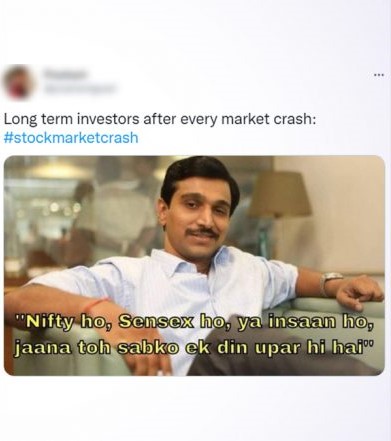 Long term investors after every market crash:
#stockmarketcrash
"Nifty ho, Sensex ho, ya insaan ho,
jaana toh sabko ek din upar hi hai"